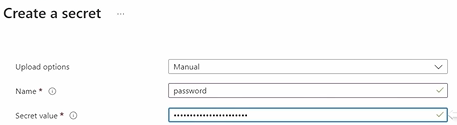 Create a secret ...
Upload options Manual
Name * password
Secret value * •••••••••••••••••••••••